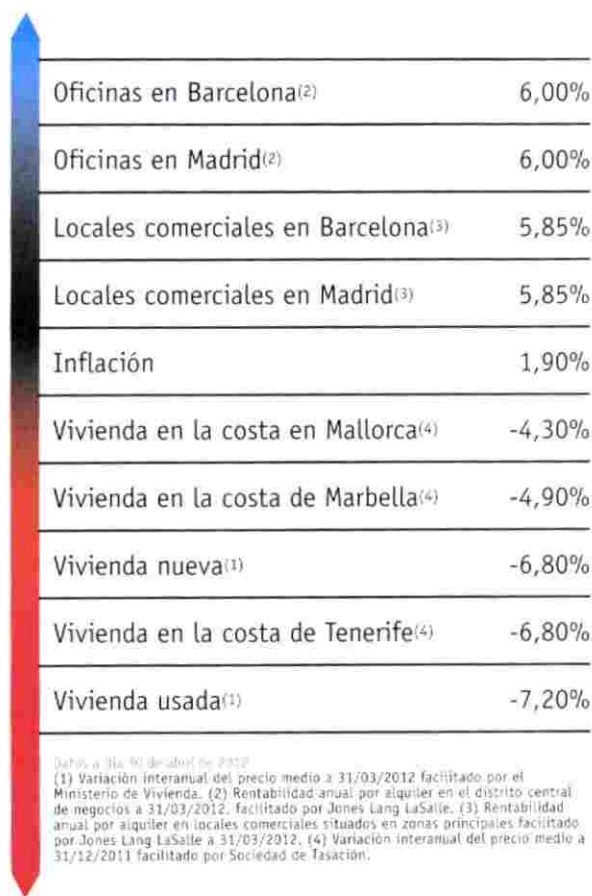 Oficinas en Barcelona(2) 6,00%
Oficinas en Madrid(2) 6,00%
Locales comerciales en Barcelona(3) 5,85%
Locales comerciales en Madrid(3) 5,85%
Inflación 1,90%
Vivienda en la costa en Mallorca(4) -4,30%
Vivienda en la costa de Marbella(4) -4,90%
Vivienda nueva(1) -6,80%
Vivienda en la costa de Tenerife(4) -6,80%
Vivienda usada(1) -7,20%
Datos a día 30 de abril de 2012
(1) Variación interanual del precio medio a 31/03/2012 facilitado por el
Ministerio de Vivienda. (2) Rentabilidad anual por alquiler en el distrito central
de negocios a 31/03/2012, facilitado por Jones Lang LaSalle. (3) Rentabilidad
anual por alquiler en locales comerciales situados en zonas principales facilitado
por Jones Lang LaSalle a 31/03/2012. (4) Variación interanual del precio medio a
31/12/2011 facilitado por Sociedad de Tasación.